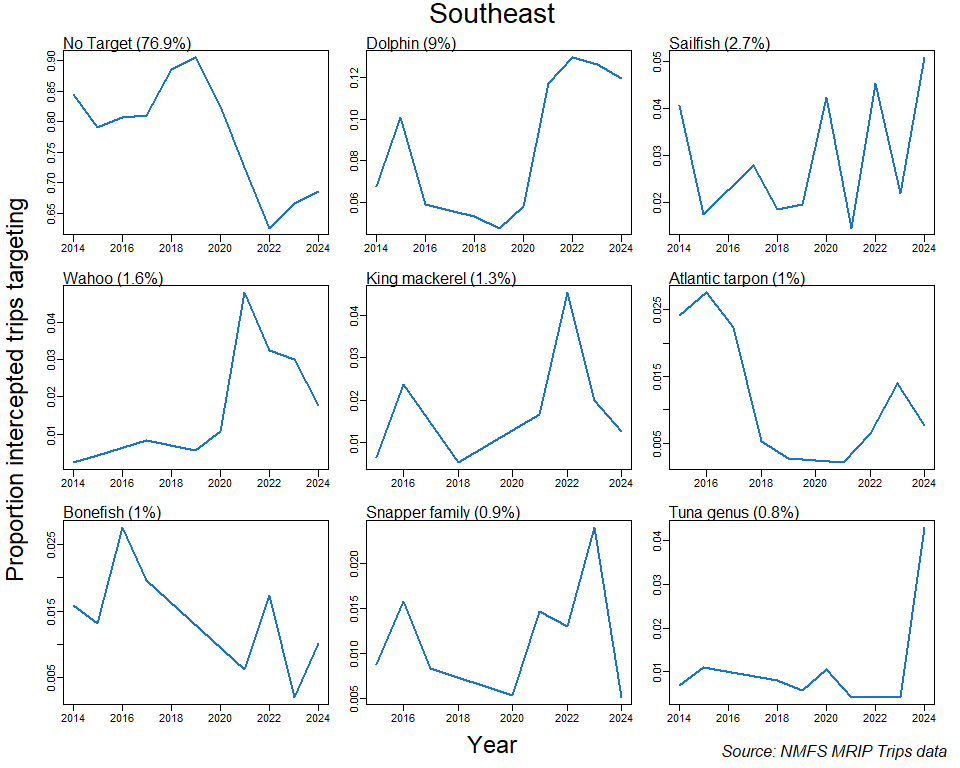 Southeast
Proportion intercepted trips targeting
No Target (76.9%)
0.90
0.85
0.80
0.75
0.70
0.65
2014 2016 2018 2020 2022 2024
Dolphin (9%)
0.12
0.10
0.08
0.06
2014 2016 2018 2020 2022 2024
Sailfish (2.7%)
0.05
0.04
0.03
0.02
2014 2016 2018 2020 2022 2024
Wahoo (1.6%)
0.04
0.03
0.02
0.01
2014 2016 2018 2020 2022 2024
King mackerel (1.3%)
0.04
0.03
0.02
0.01
2016 2018 2020 2022 2024
Atlantic tarpon (1%)
0.025
0.015
0.005
2016 2018 2020 2022 2024
Bonefish (1%)
0.025
0.015
0.005
2014 2016 2018 2020 2022 2024
Snapper family (0.9%)
0.020
0.015
0.010
0.005
2016 2018 2020 2022 2024
Tuna genus (0.8%)
0.04
0.03
0.02
0.01
2014 2016 2018 2020 2022 2024
Year
Source: NMFS MRIP Trips data